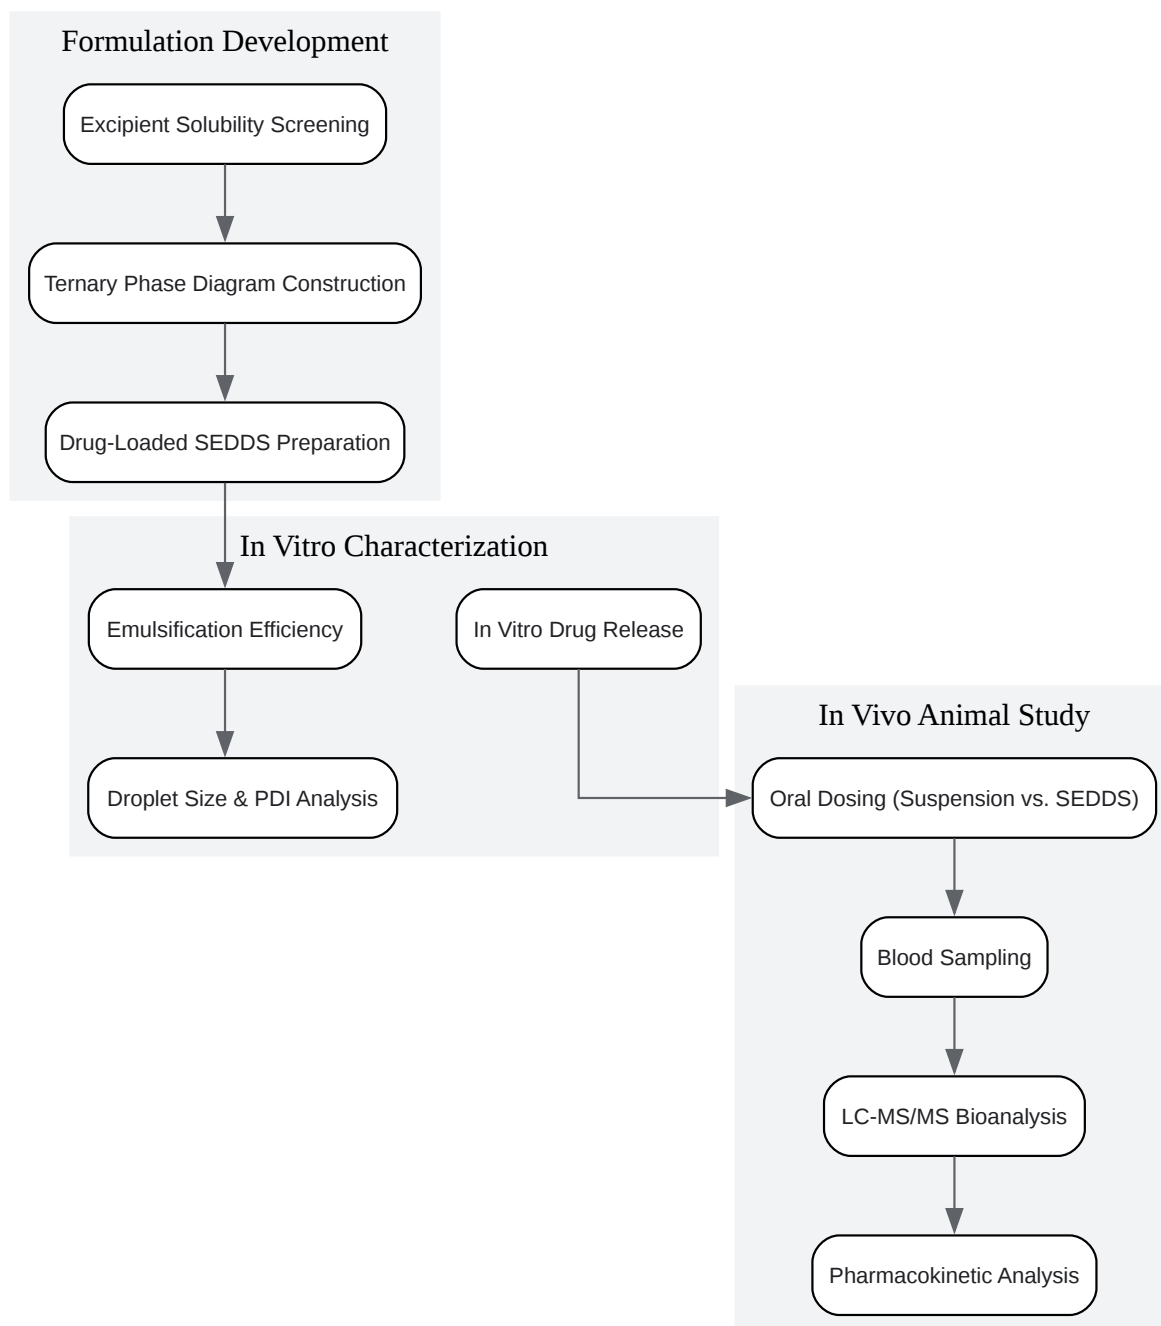 Formulation Development
Excipient Solubility Screening
Ternary Phase Diagram Construction
Drug-Loaded SEDDS Preparation
In Vitro Characterization
Emulsification Efficiency
In Vitro Drug Release
Droplet Size & PDI Analysis
In Vivo Animal Study
Oral Dosing (Suspension vs. SEDDS)
Blood Sampling
LC-MS/MS Bioanalysis
Pharmacokinetic Analysis